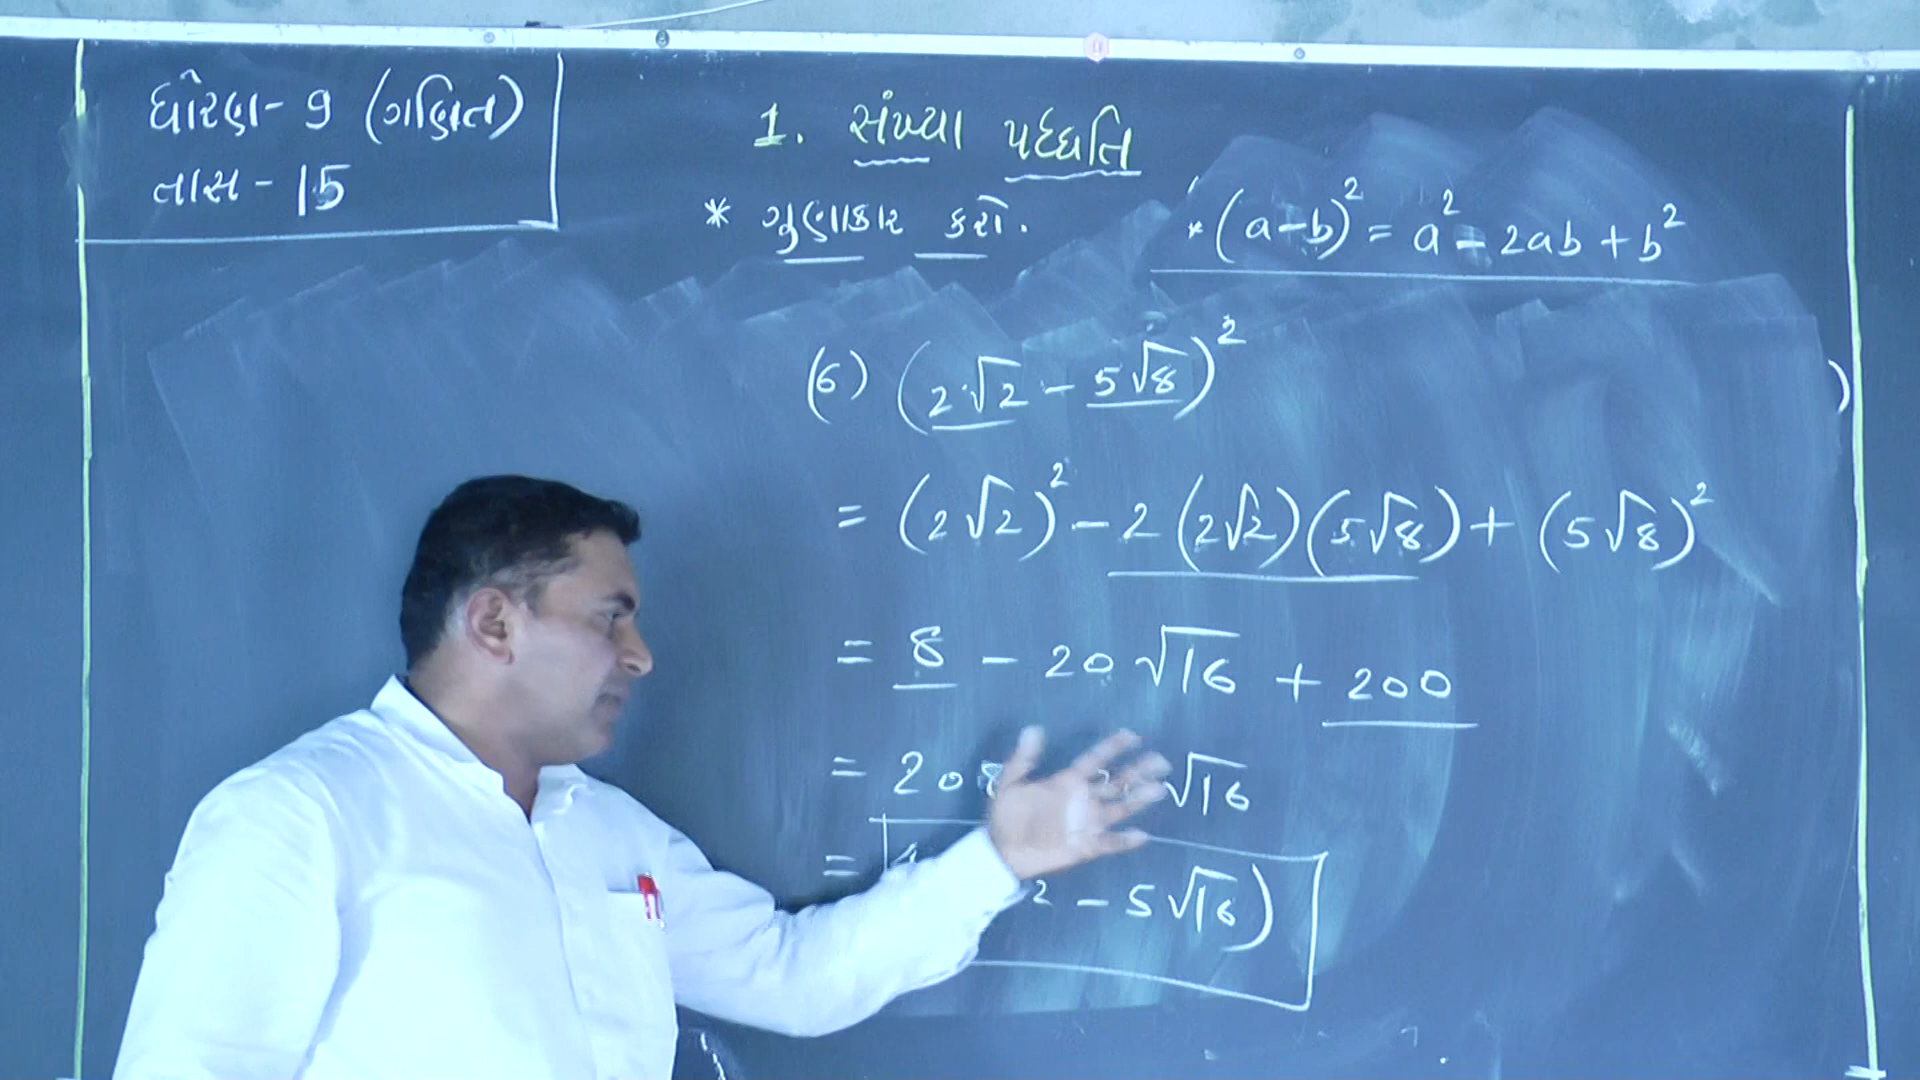 ધોરણ - 9 (ગણિત)
તાસ - 15
1. સંખ્યા પદ્ધતિ
* ગુણાકાર કરો.
* (a-b)² = a² - 2ab + b²
(6) (2√2 - 5√8)²
= (2√2)² - 2(2√2)(5√8) + (5√8)²
= 8 - 20√16 + 200
= 208 √16
= 2 - 5√16)